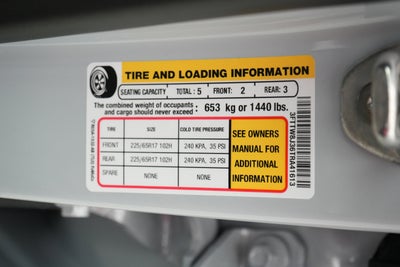 TIRE AND LOADING INFORMATION
SEATING CAPACITY TOTAL : 5 FRONT: 2 REAR: 3
The combined weight of occupants
and cargo should never exceed : 653 kg or 1440 lbs.
TIRE SIZE COLD TIRE PRESSURE
FRONT 225/65R17 102H 240 KPA, 35 PSI
REAR 225/65R17 102H 240 KPA, 35 PSI
SPARE NONE NONE
SEE OWNERS
MANUAL FOR
ADDITIONAL
INFORMATION